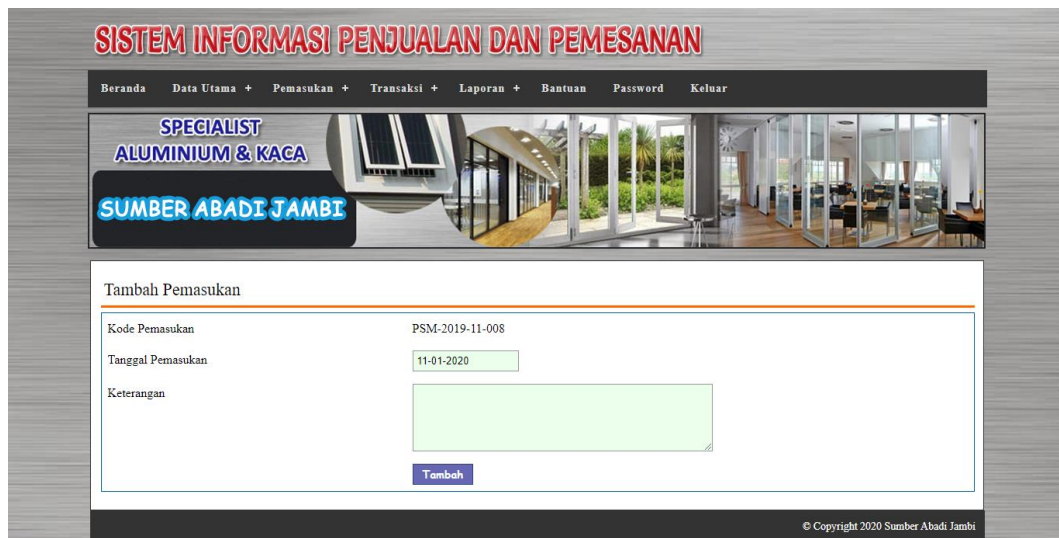 SISTEM INFORMASI PENJUALAN DAN PEMESANAN
Beranda Data Utama + Pemasukan + Transaksi + Laporan + Bantuan Password Keluar
SPECIALIST
ALUMINIUM & KACA
SUMBER ABADI JAMBI
Tambah Pemasukan
Kode Pemasukan PSM-2019-11-008
Tanggal Pemasukan 11-01-2020
Keterangan
Tambah
© Copyright 2020 Sumber Abadi Jambi